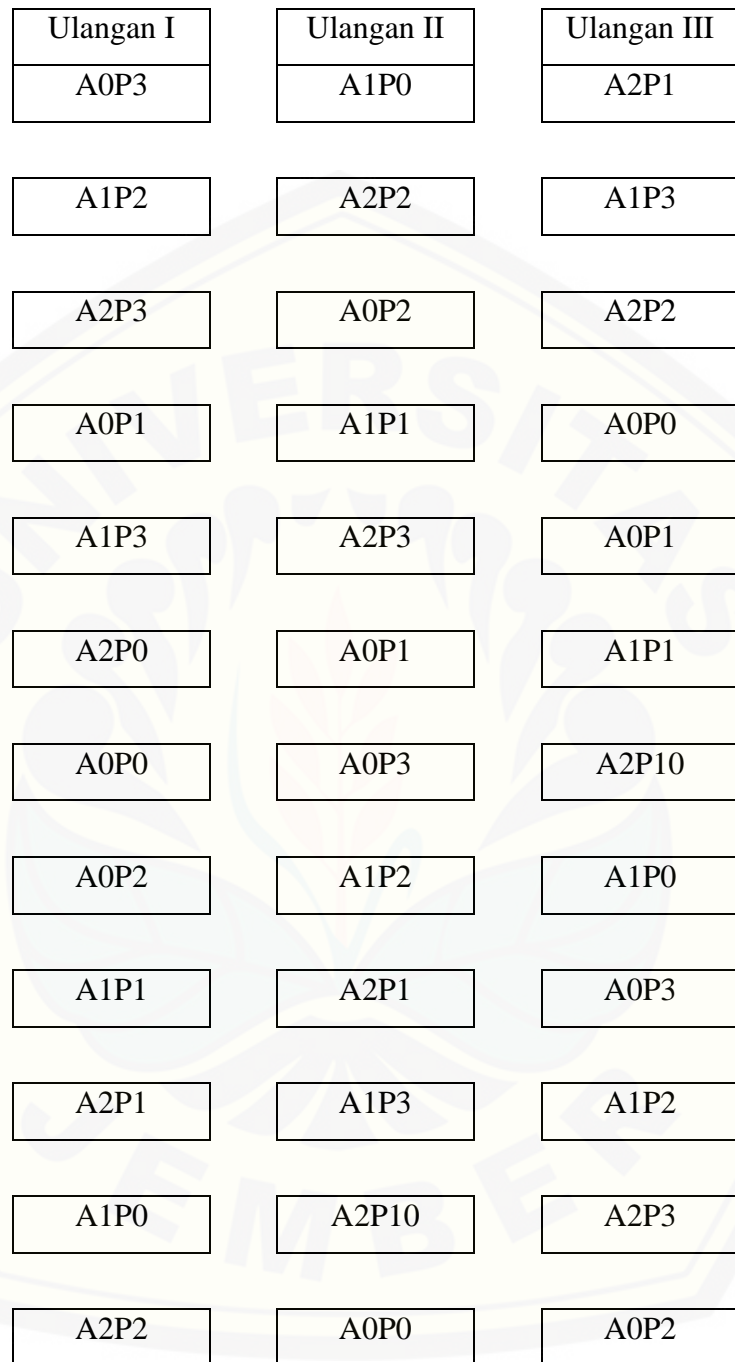 Ulangan I Ulangan II Ulangan III
A0P3 A1P0 A2P1
A1P2 A2P2 A1P3
A2P3 A0P2 A2P2
A0P1 A1P1 A0P0
A1P3 A2P3 A0P1
A2P0 A0P1 A1P1
A0P0 A0P3 A2P10
A0P2 A1P2 A1P0
A1P1 A2P1 A0P3
A2P1 A1P3 A1P2
A1P0 A2P10 A2P3
A2P2 A0P0 A0P2
UNIVERSITAS
JEMBER